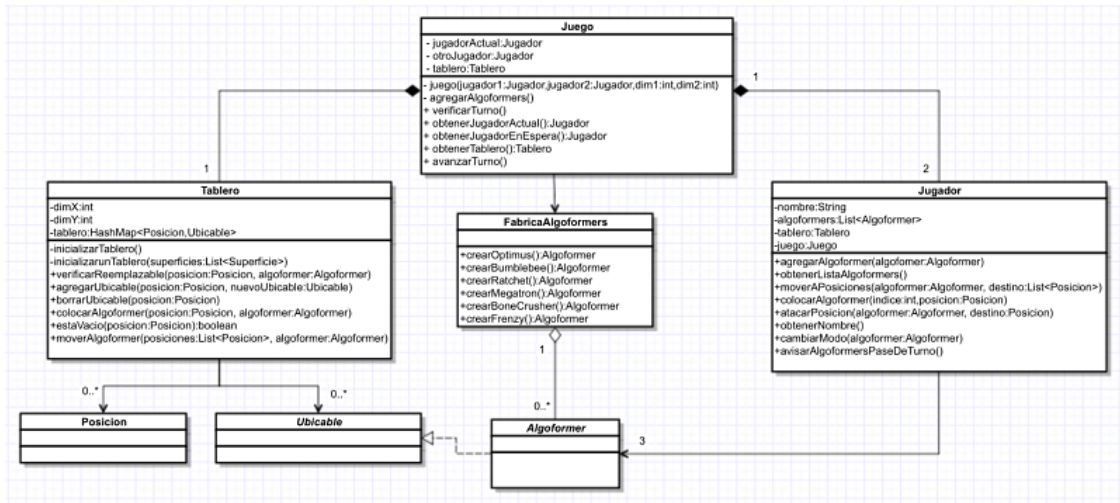 Juego
- jugadorActual:Jugador
- otroJugador:Jugador
- tablero:Tablero
- juego(jugador1:Jugador,jugador2:Jugador,dim1:int,dim2:int)
- agregarAlgoformers()
+ verificarTurno()
+ obtenerJugadorActual():Jugador
+ obtenerJugadorEnEspera():Jugador
+ obtenerTablero():Tablero
+ avanzarTurno()
1
1
2
Tablero
-dimX:int
-dimY:int
-tablero:HashMap<Posicion,Ubicable>
-inicializarTablero()
-inicializarunTablero(superficies:List<Superficie>)
+verificarReemplazable(posicion:Posicion, algoformer:Algoformer)
+agregarUbicable(posicion:Posicion, nuevoUbicable:Ubicable)
+borrarUbicable(posicion:Posicion)
+colocarAlgoformer(posicion:Posicion, algoformer:Algoformer)
+estaVacio(posicion:Posicion):boolean
+moverAlgoformer(posiciones:List<Posicion>, algoformer:Algoformer)
FabricaAlgoformers
+crearOptimus():Algoformer
+crearBumblebee():Algoformer
+crearRatchet():Algoformer
+crearMegatron():Algoformer
+crearBoneCrusher():Algoformer
+crearFrenzy():Algoformer
Jugador
-nombre:String
-algoformers:List<Algoformer>
-tablero:Tablero
-juego:Juego
+agregarAlgoformer(algofomer:Algoformer)
+obtenerListaAlgoformers()
+moverAPosiciones(algoformer:Algoformer, destino:List<Posicion>)
+colocarAlgoformer(indice:int,posicion:Posicion)
+atacarPosicion(algoformer:Algoformer, destino:Posicion)
+obtenerNombre()
+cambiarModo(algoformer:Algoformer)
+avisarAlgoformersPaseDeTurno()
1
0..*
0..*
0..*
3
Posicion
Ubicable
Algoformer